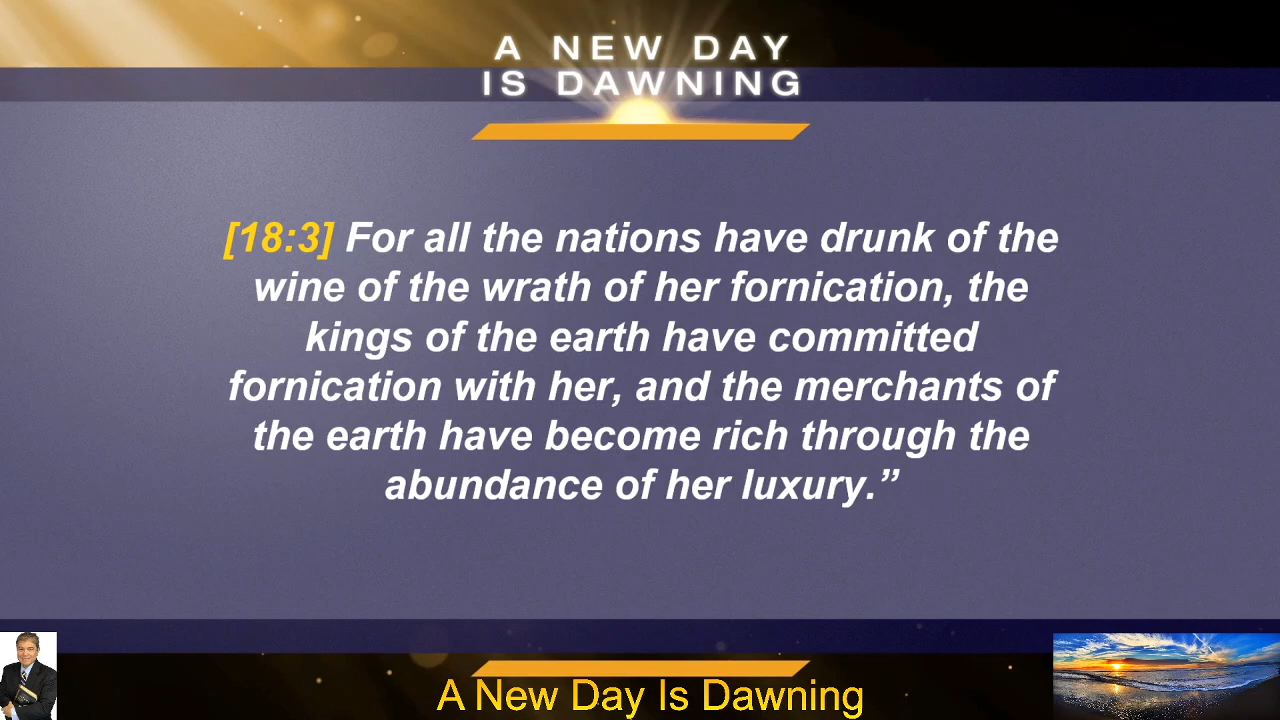 A NEW DAY
IS DAWNING
[18:3] For all the nations have drunk of the
wine of the wrath of her fornication, the
kings of the earth have committed
fornication with her, and the merchants of
the earth have become rich through the
abundance of her luxury.”
A New Day Is Dawning